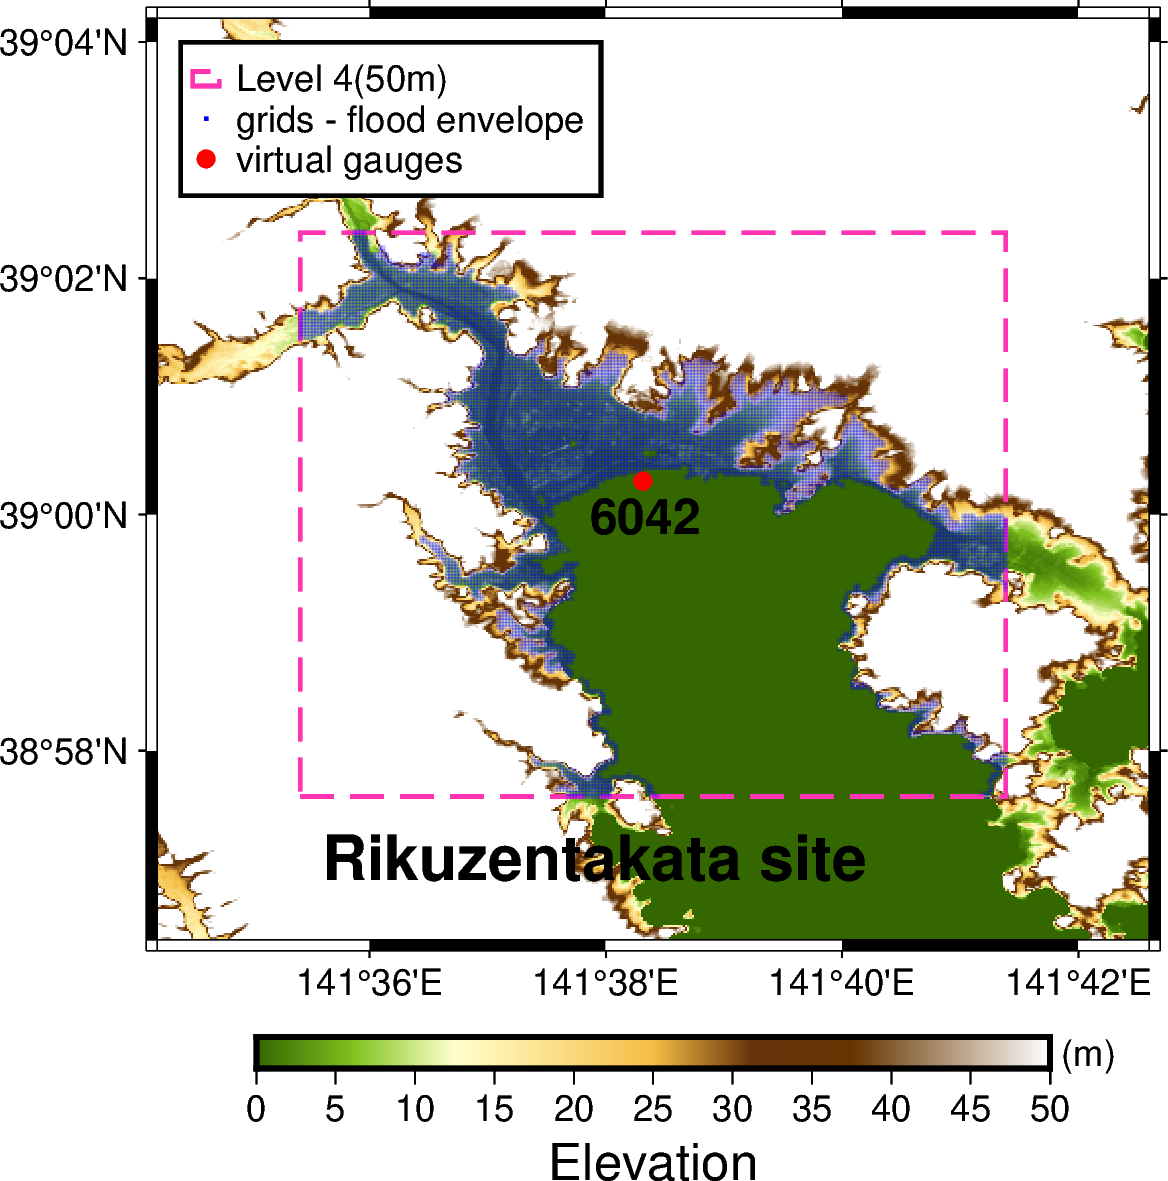 39°04'N
Level 4(50m)
grids - flood envelope
virtual gauges
39°02'N
39°00'N
6042
38°58'N
Rikuzentakata site
141°36'E 141°38'E 141°40'E 141°42'E
(m)
0 5 10 15 20 25 30 35 40 45 50
Elevation